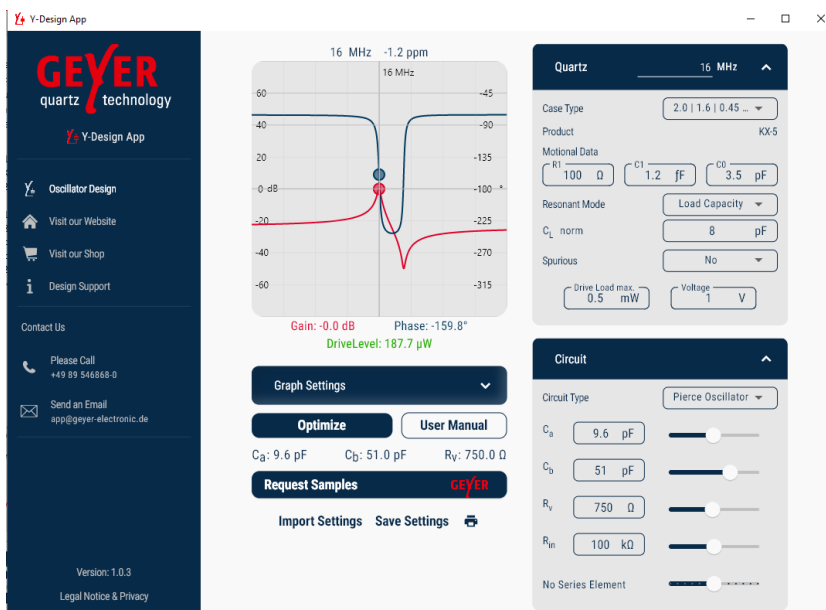 Y-Design App
GEYER
quartz technology
Y-Design App
Oscillator Design
Visit our Website
Visit our Shop
Design Support
Contact Us
Please Call
+49 89 546868-0
Send an Email
app@geyer-electronic.de
Version: 1.0.3
Legal Notice & Privacy
16 MHz -1.2 ppm
16 MHz
60 -45
40 -90
20 -135
0 dB -180 °
-20 -225
-40 -270
-60 -315
Gain: -0.0 dB Phase: -159.8°
DriveLevel: 187.7 µW
Graph Settings
Optimize User Manual
Ca: 9.6 pF Cb: 51.0 pF Rv: 750.0 Ω
Request Samples GEYER
Import Settings Save Settings
Quartz 16 MHz
Case Type 2.0 | 1.6 | 0.45 ...
Product KX-5
Motional Data
R1 C1 C0
100 Ω 1.2 fF 3.5 pF
Resonant Mode Load Capacity
CL norm 8 pF
Spurious No
Drive Load max. Voltage
0.5 mW 1 V
Circuit
Circuit Type Pierce Oscillator
Ca 9.6 pF
Cb 51 pF
Rv 750 Ω
Rin 100 kΩ
No Series Element